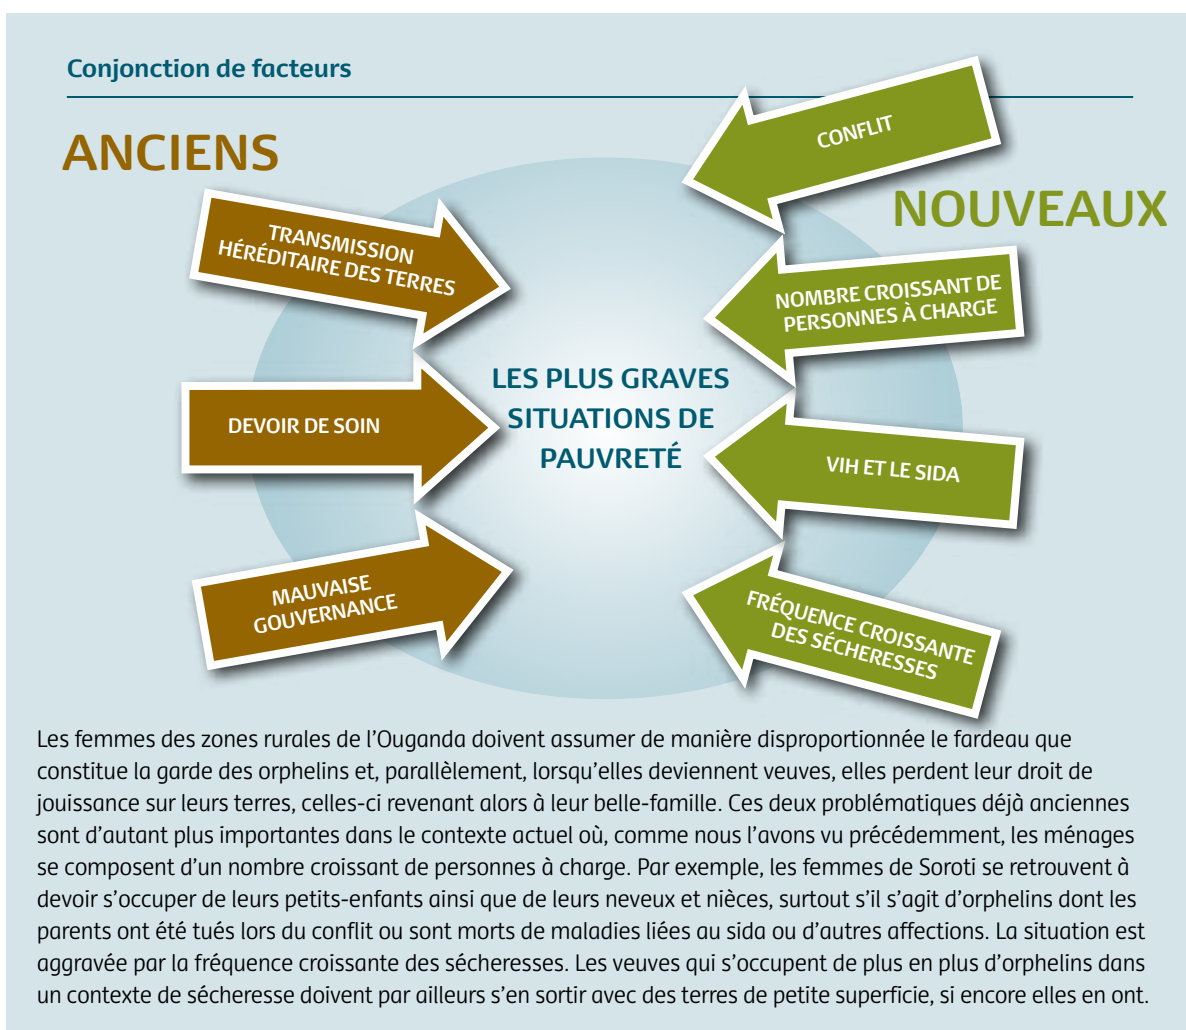 Conjonction de facteurs
ANCIENS
TRANSMISSION
HÉRÉDITAIRE DES TERRES
DEVOIR DE SOIN
MAUVAISE
GOUVERNANCE
LES PLUS GRAVES
SITUATIONS DE
PAUVRETÉ
NOUVEAUX
CONFLIT
NOMBRE CROISSANT DE
PERSONNES À CHARGE
VIH ET LE SIDA
FRÉQUENCE CROISSANTE
DES SÉCHERESSES
Les femmes des zones rurales de l’Ouganda doivent assumer de manière disproportionnée le fardeau que
constitue la garde des orphelins et, parallèlement, lorsqu’elles deviennent veuves, elles perdent leur droit de
jouissance sur leurs terres, celles-ci revenant alors à leur belle-famille. Ces deux problématiques déjà anciennes
sont d’autant plus importantes dans le contexte actuel où, comme nous l’avons vu précédemment, les ménages
se composent d’un nombre croissant de personnes à charge. Par exemple, les femmes de Soroti se retrouvent à
devoir s’occuper de leurs petits-enfants ainsi que de leurs neveux et nièces, surtout s’il s’agit d’orphelins dont les
parents ont été tués lors du conflit ou sont morts de maladies liées au sida ou d’autres affections. La situation est
aggravée par la fréquence croissante des sécheresses. Les veuves qui s’occupent de plus en plus d’orphelins dans
un contexte de sécheresse doivent par ailleurs s’en sortir avec des terres de petite superficie, si encore elles en ont.